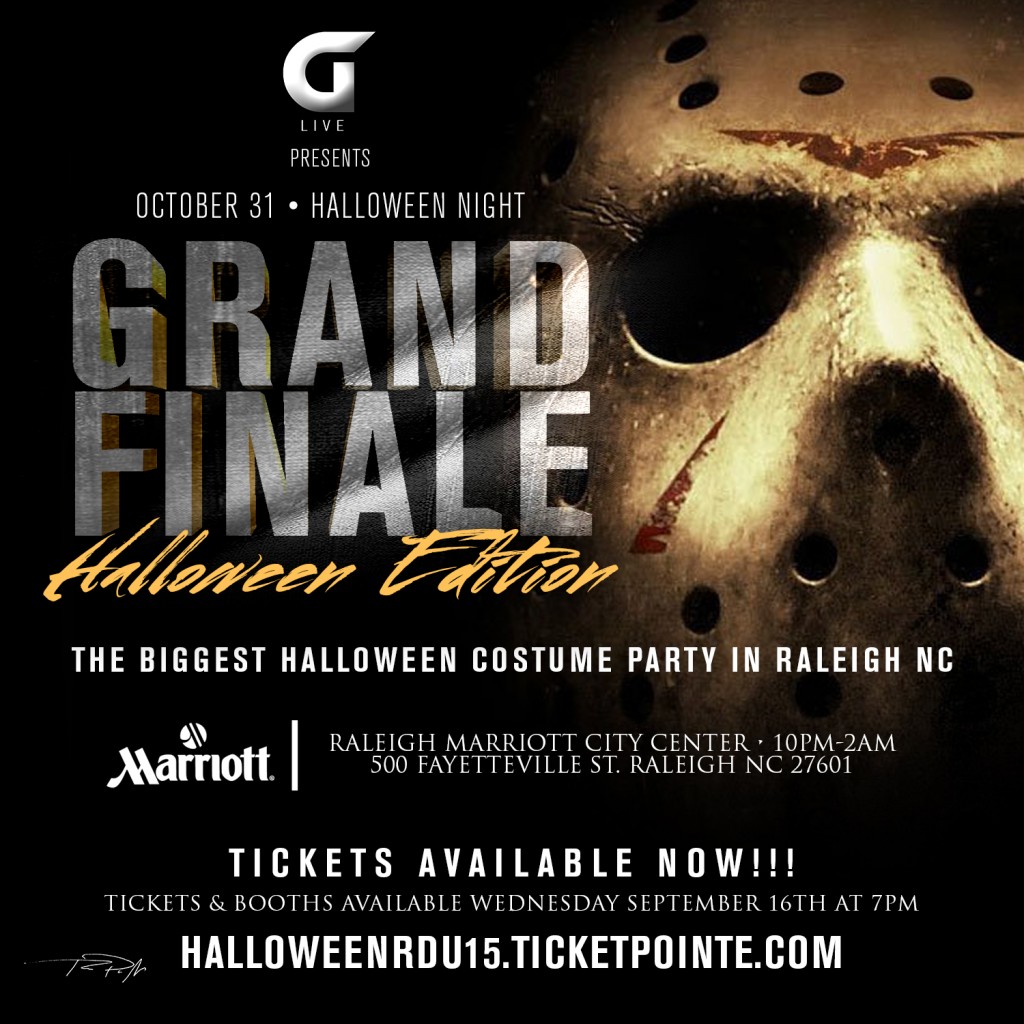 G
LIVE
PRESENTS
OCTOBER 31 • HALLOWEEN NIGHT
GRAND
FINALE
Halloween Edition
THE BIGGEST HALLOWEEN COSTUME PARTY IN RALEIGH NC
Marriott.
RALEIGH MARRIOTT CITY CENTER • 10PM-2AM
500 FAYETTEVILLE ST. RALEIGH NC 27601
TICKETS AVAILABLE NOW!!!
TICKETS & BOOTHS AVAILABLE WEDNESDAY SEPTEMBER 16TH AT 7PM
HALLOWEENRDU15.TICKETPOINTE.COM